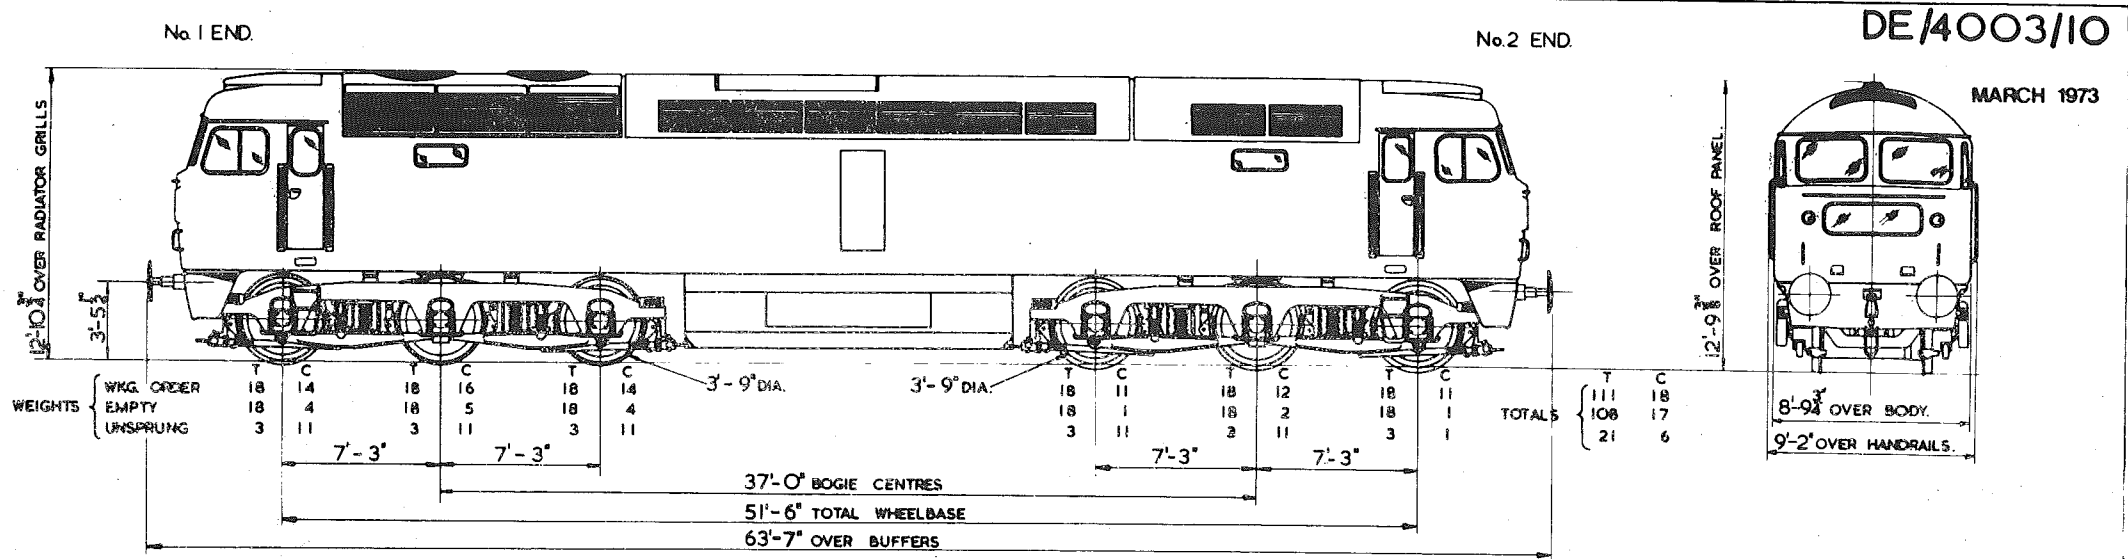 No. 1 END.
No.2 END.
DE/4003/10
MARCH 1973
12'-10¾" OVER RADIATOR GRILLS
3'-5½"
12'-9⅜" OVER ROOF PANEL.
T C T C T C T C T C T C T C
WKG. ORDER 18 14 18 16 18 14 18 11 18 12 18 11 111 18
WEIGHTS EMPTY 18 4 18 5 18 4 18 1 18 2 18 1 TOTALS 108 17
UNSPRUNG 3 11 3 11 3 11 3 11 3 11 3 1 21 6
3'-9" DIA.
3'-9" DIA.
8'-9¾" OVER BODY.
9'-2" OVER HANDRAILS.
7'-3" 7'-3" 7'-3" 7'-3"
37'-0" BOGIE CENTRES
51'-6" TOTAL WHEELBASE
63'-7" OVER BUFFERS